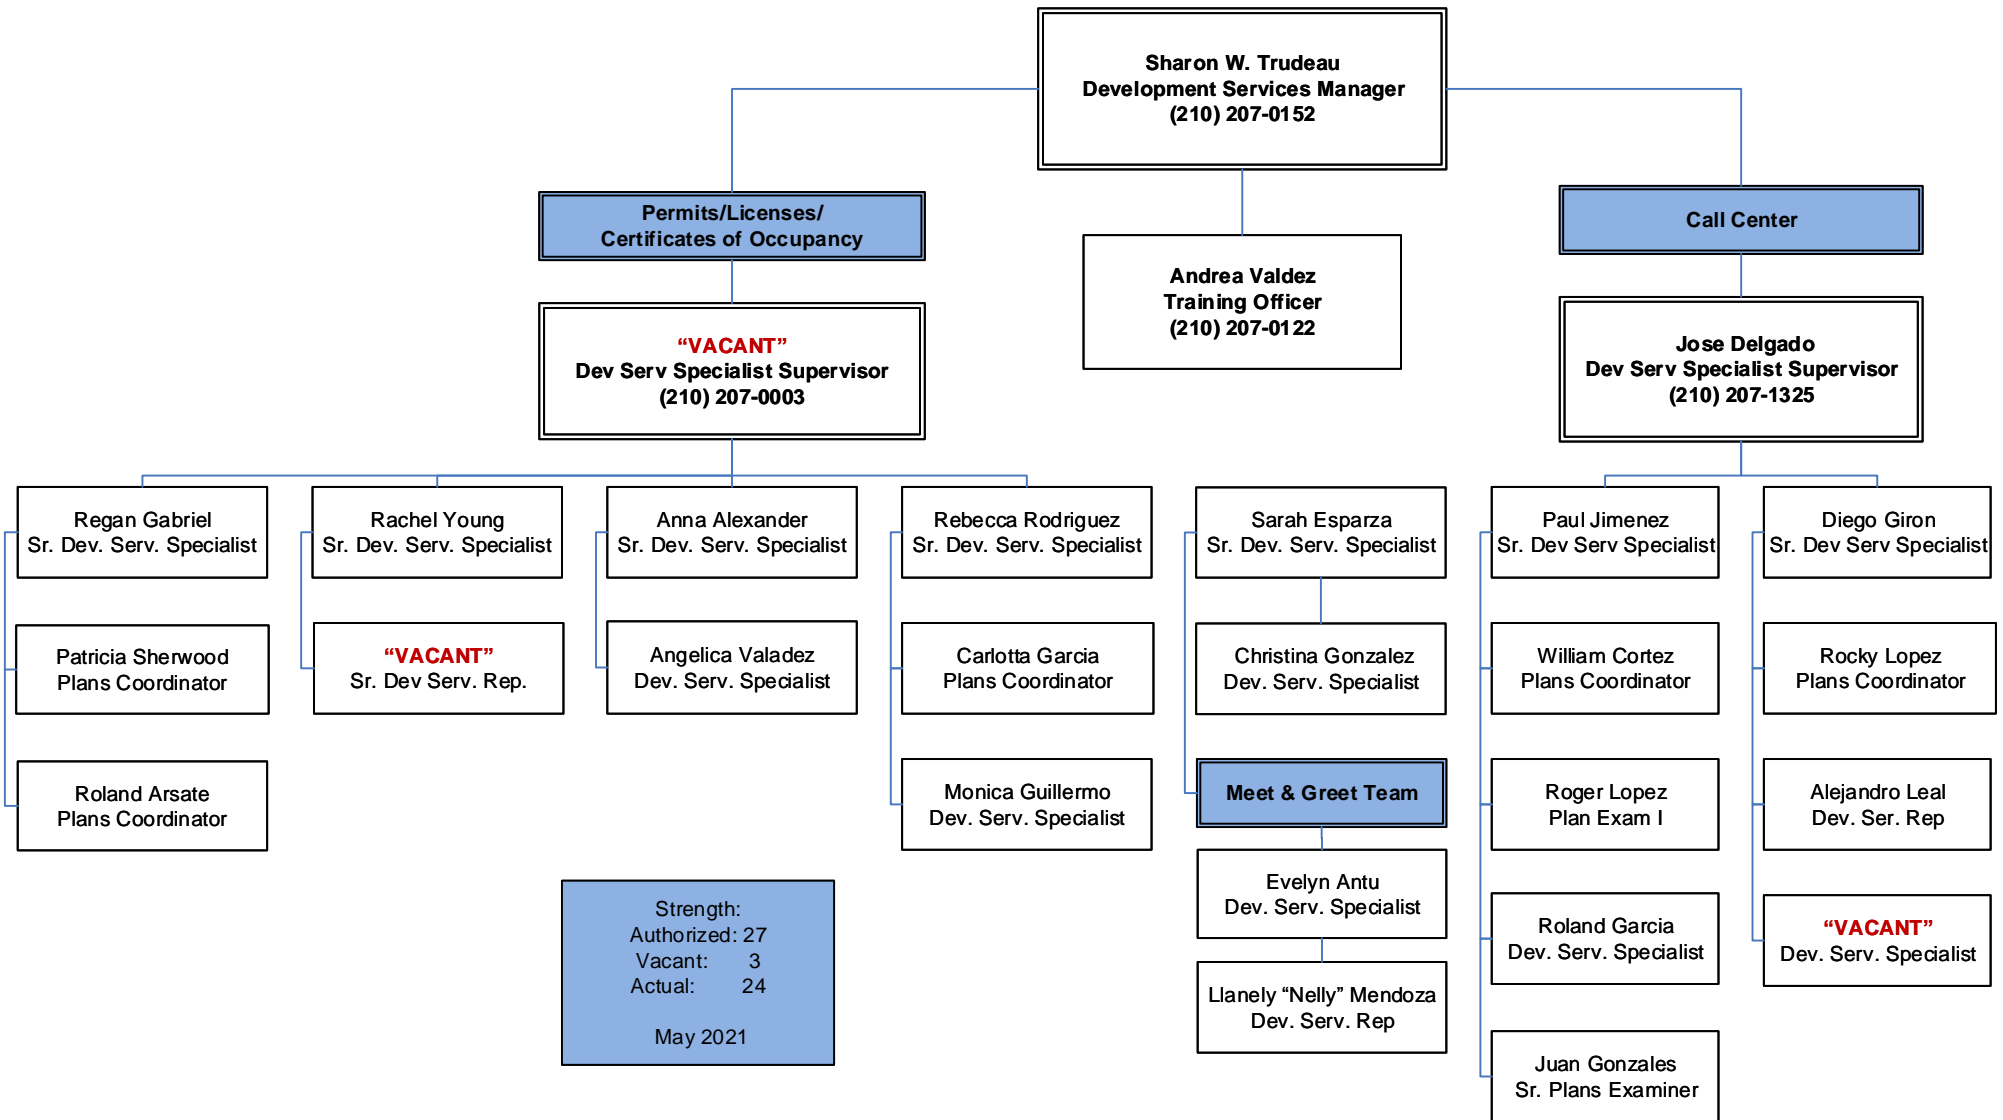 Sharon W. Trudeau
Development Services Manager
(210) 207-0152
Permits/Licenses/
Certificates of Occupancy
Call Center
Andrea Valdez
Training Officer
(210) 207-0122
“VACANT”
Dev Serv Specialist Supervisor
(210) 207-0003
Jose Delgado
Dev Serv Specialist Supervisor
(210) 207-1325
Regan Gabriel
Sr. Dev. Serv. Specialist
Rachel Young
Sr. Dev. Serv. Specialist
Anna Alexander
Sr. Dev. Serv. Specialist
Rebecca Rodriguez
Sr. Dev. Serv. Specialist
Sarah Esparza
Sr. Dev. Serv. Specialist
Paul Jimenez
Sr. Dev Serv Specialist
Diego Giron
Sr. Dev Serv Specialist
Patricia Sherwood
Plans Coordinator
“VACANT”
Sr. Dev Serv. Rep.
Angelica Valadez
Dev. Serv. Specialist
Carlotta Garcia
Plans Coordinator
Christina Gonzalez
Dev. Serv. Specialist
William Cortez
Plans Coordinator
Rocky Lopez
Plans Coordinator
Roland Arsate
Plans Coordinator
Monica Guillermo
Dev. Serv. Specialist
Meet & Greet Team
Roger Lopez
Plan Exam I
Alejandro Leal
Dev. Ser. Rep
Evelyn Antu
Dev. Serv. Specialist
Roland Garcia
Dev. Serv. Specialist
“VACANT”
Dev. Serv. Specialist
Llanely “Nelly” Mendoza
Dev. Serv. Rep
Juan Gonzales
Sr. Plans Examiner
Strength:
Authorized: 27
Vacant: 3
Actual: 24
May 2021